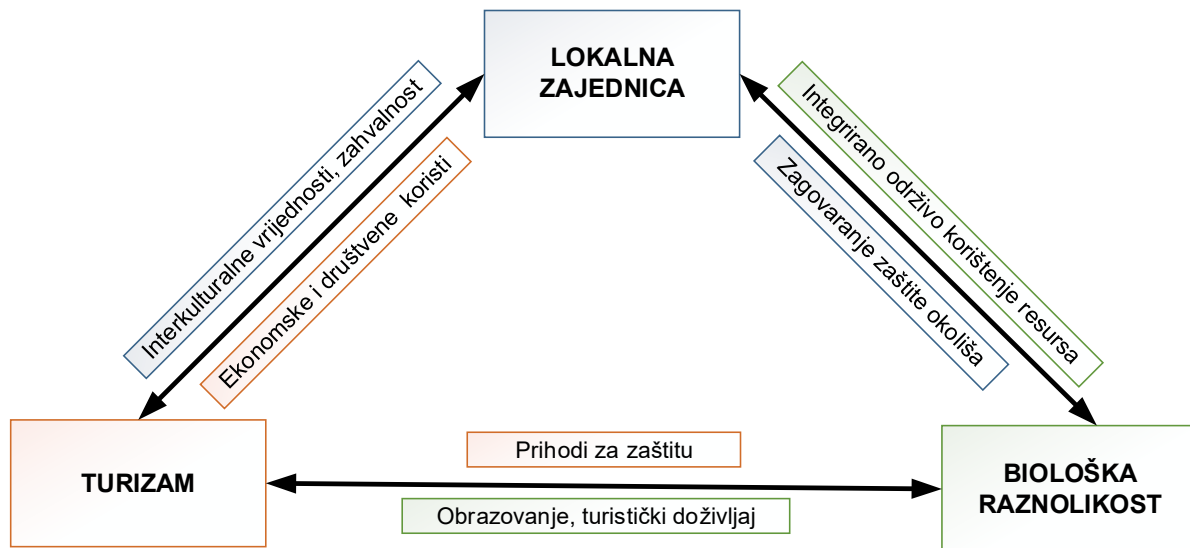 LOKALNA
ZAJEDNICA
Interkulturalne vrijednosti, zahvalnost
Ekonomske i društvene koristi
Integrirano održivo korištenje resursa
Zagovaranje zaštite okoliša
TURIZAM
Prihodi za zaštitu
Obrazovanje, turistički doživljaj
BIOLOŠKA
RAZNOLIKOST